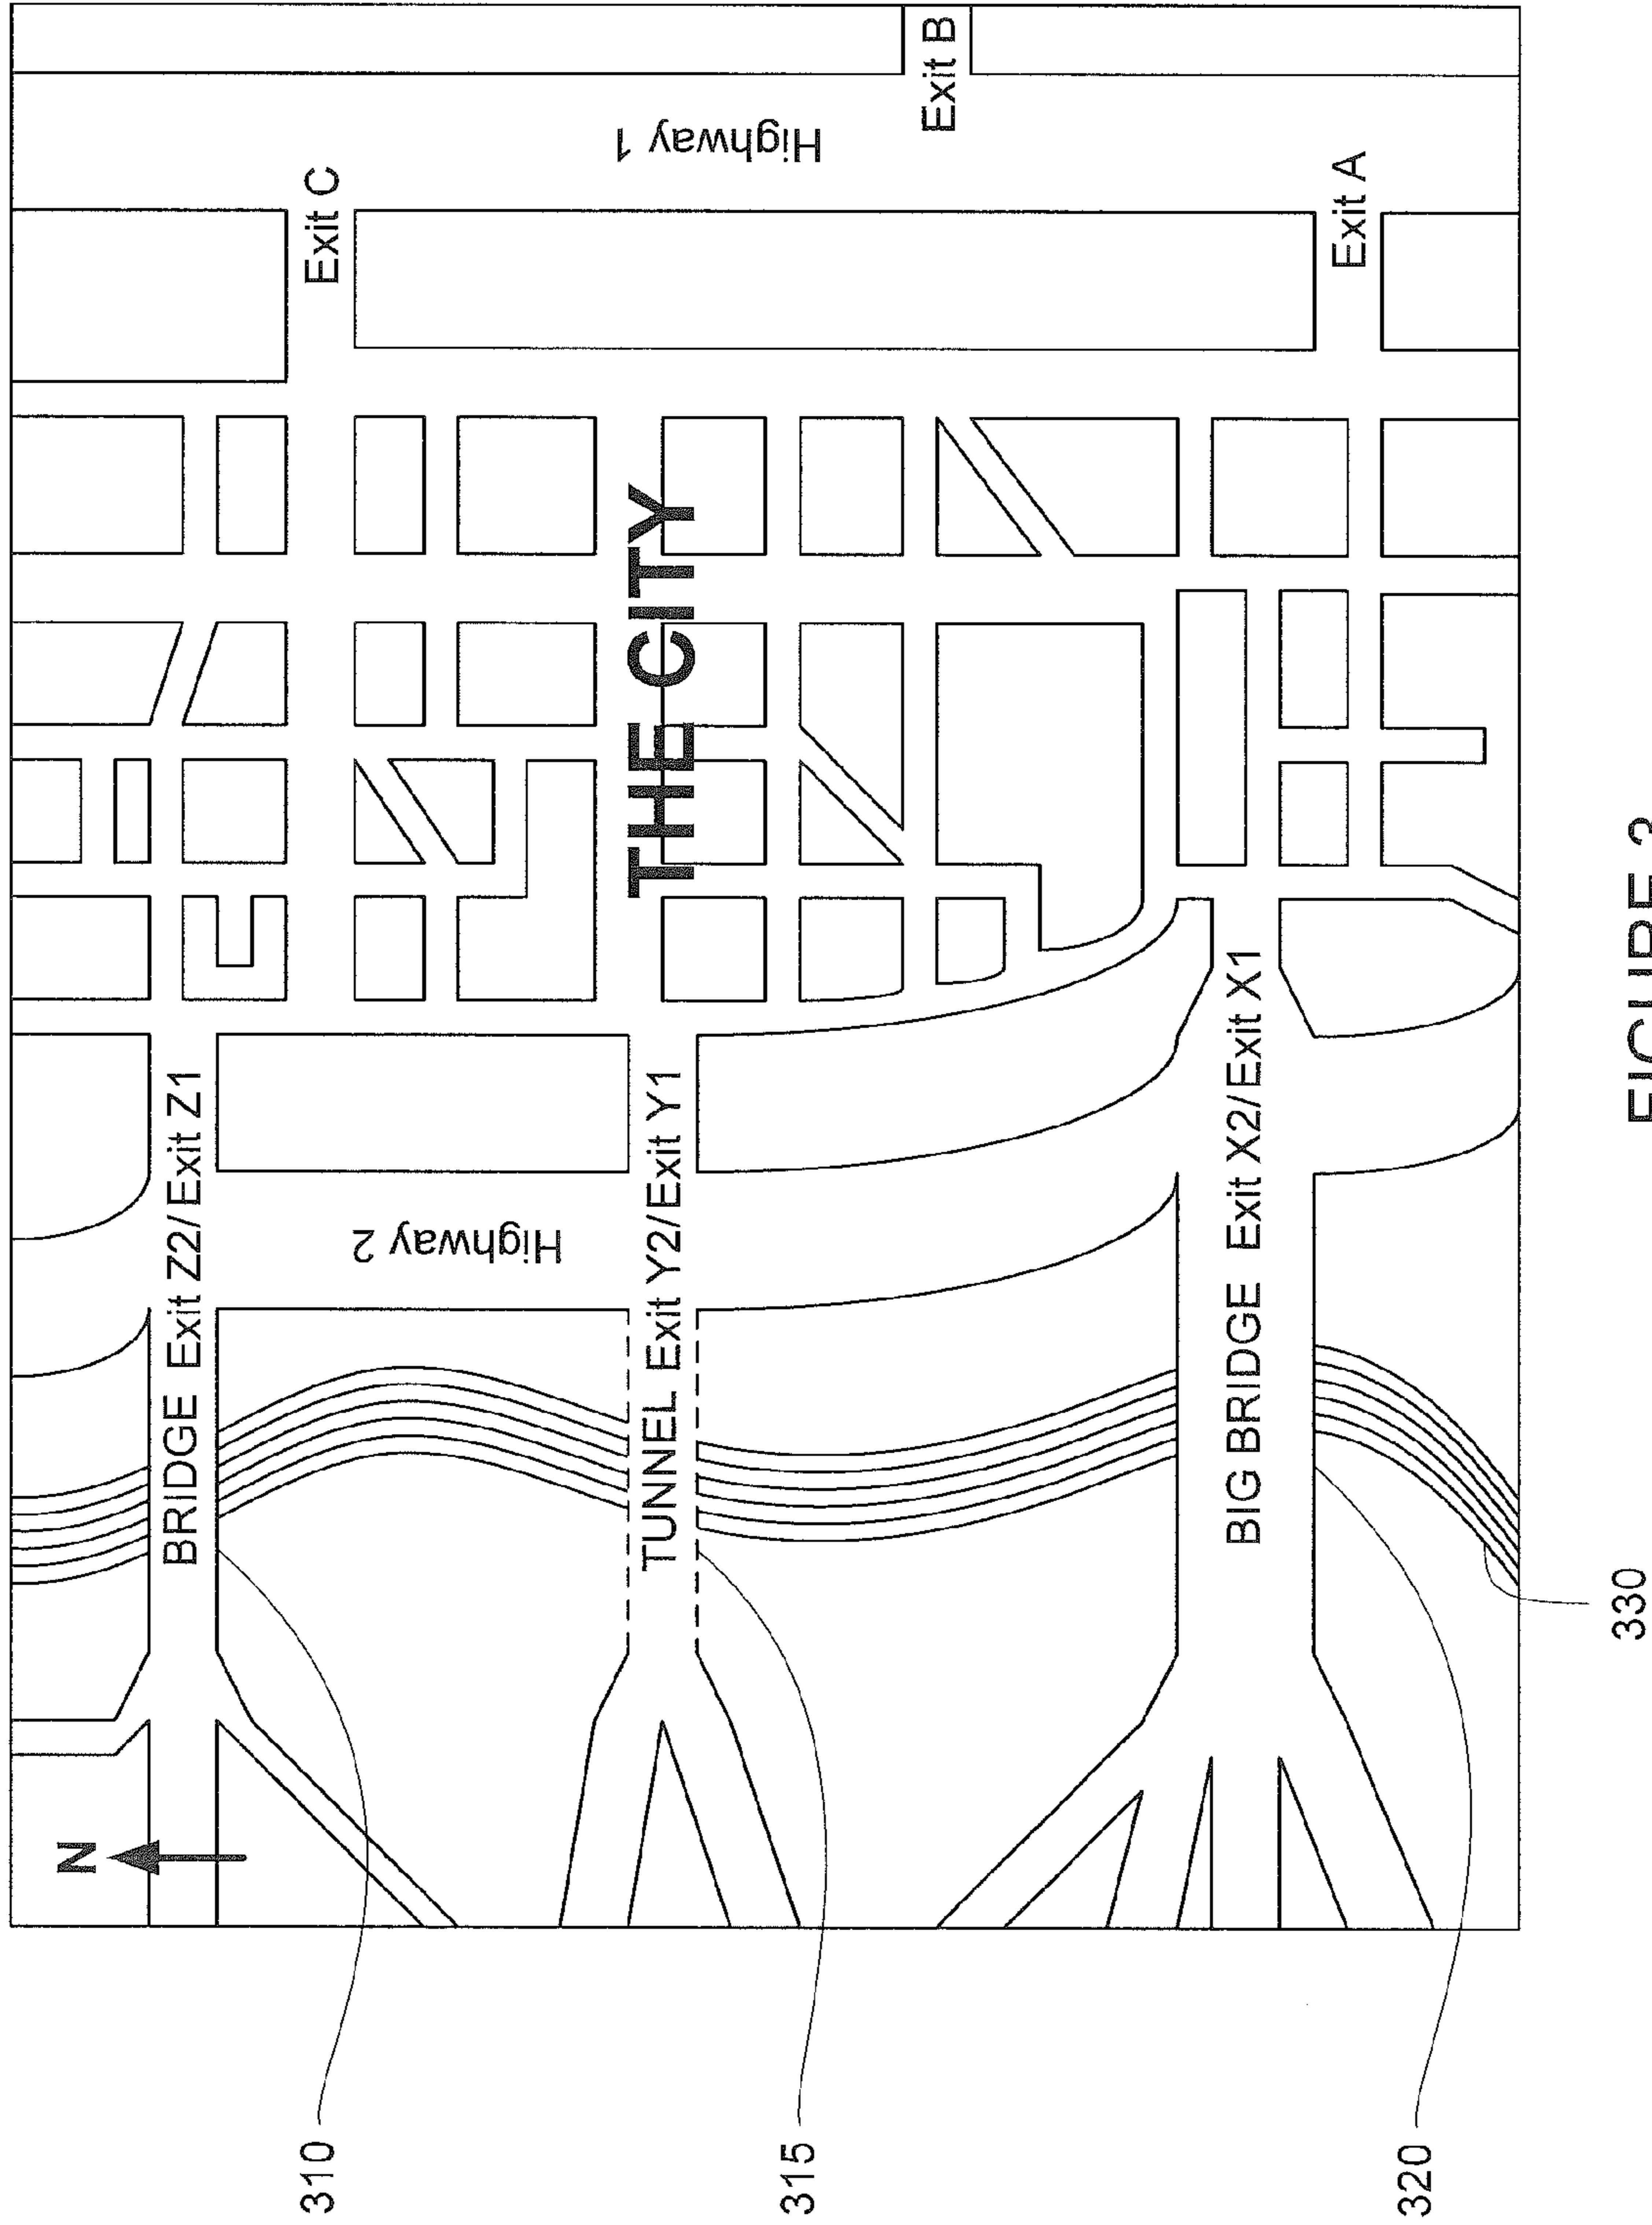 N
BRIDGE Exit Z2/Exit Z1
Exit C
Highway 2
Highway 1
THE CITY
TUNNEL Exit Y2/Exit Y1
Exit B
BIG BRIDGE Exit X2/Exit X1
Exit A
310
315
320
330
FIGURE 3